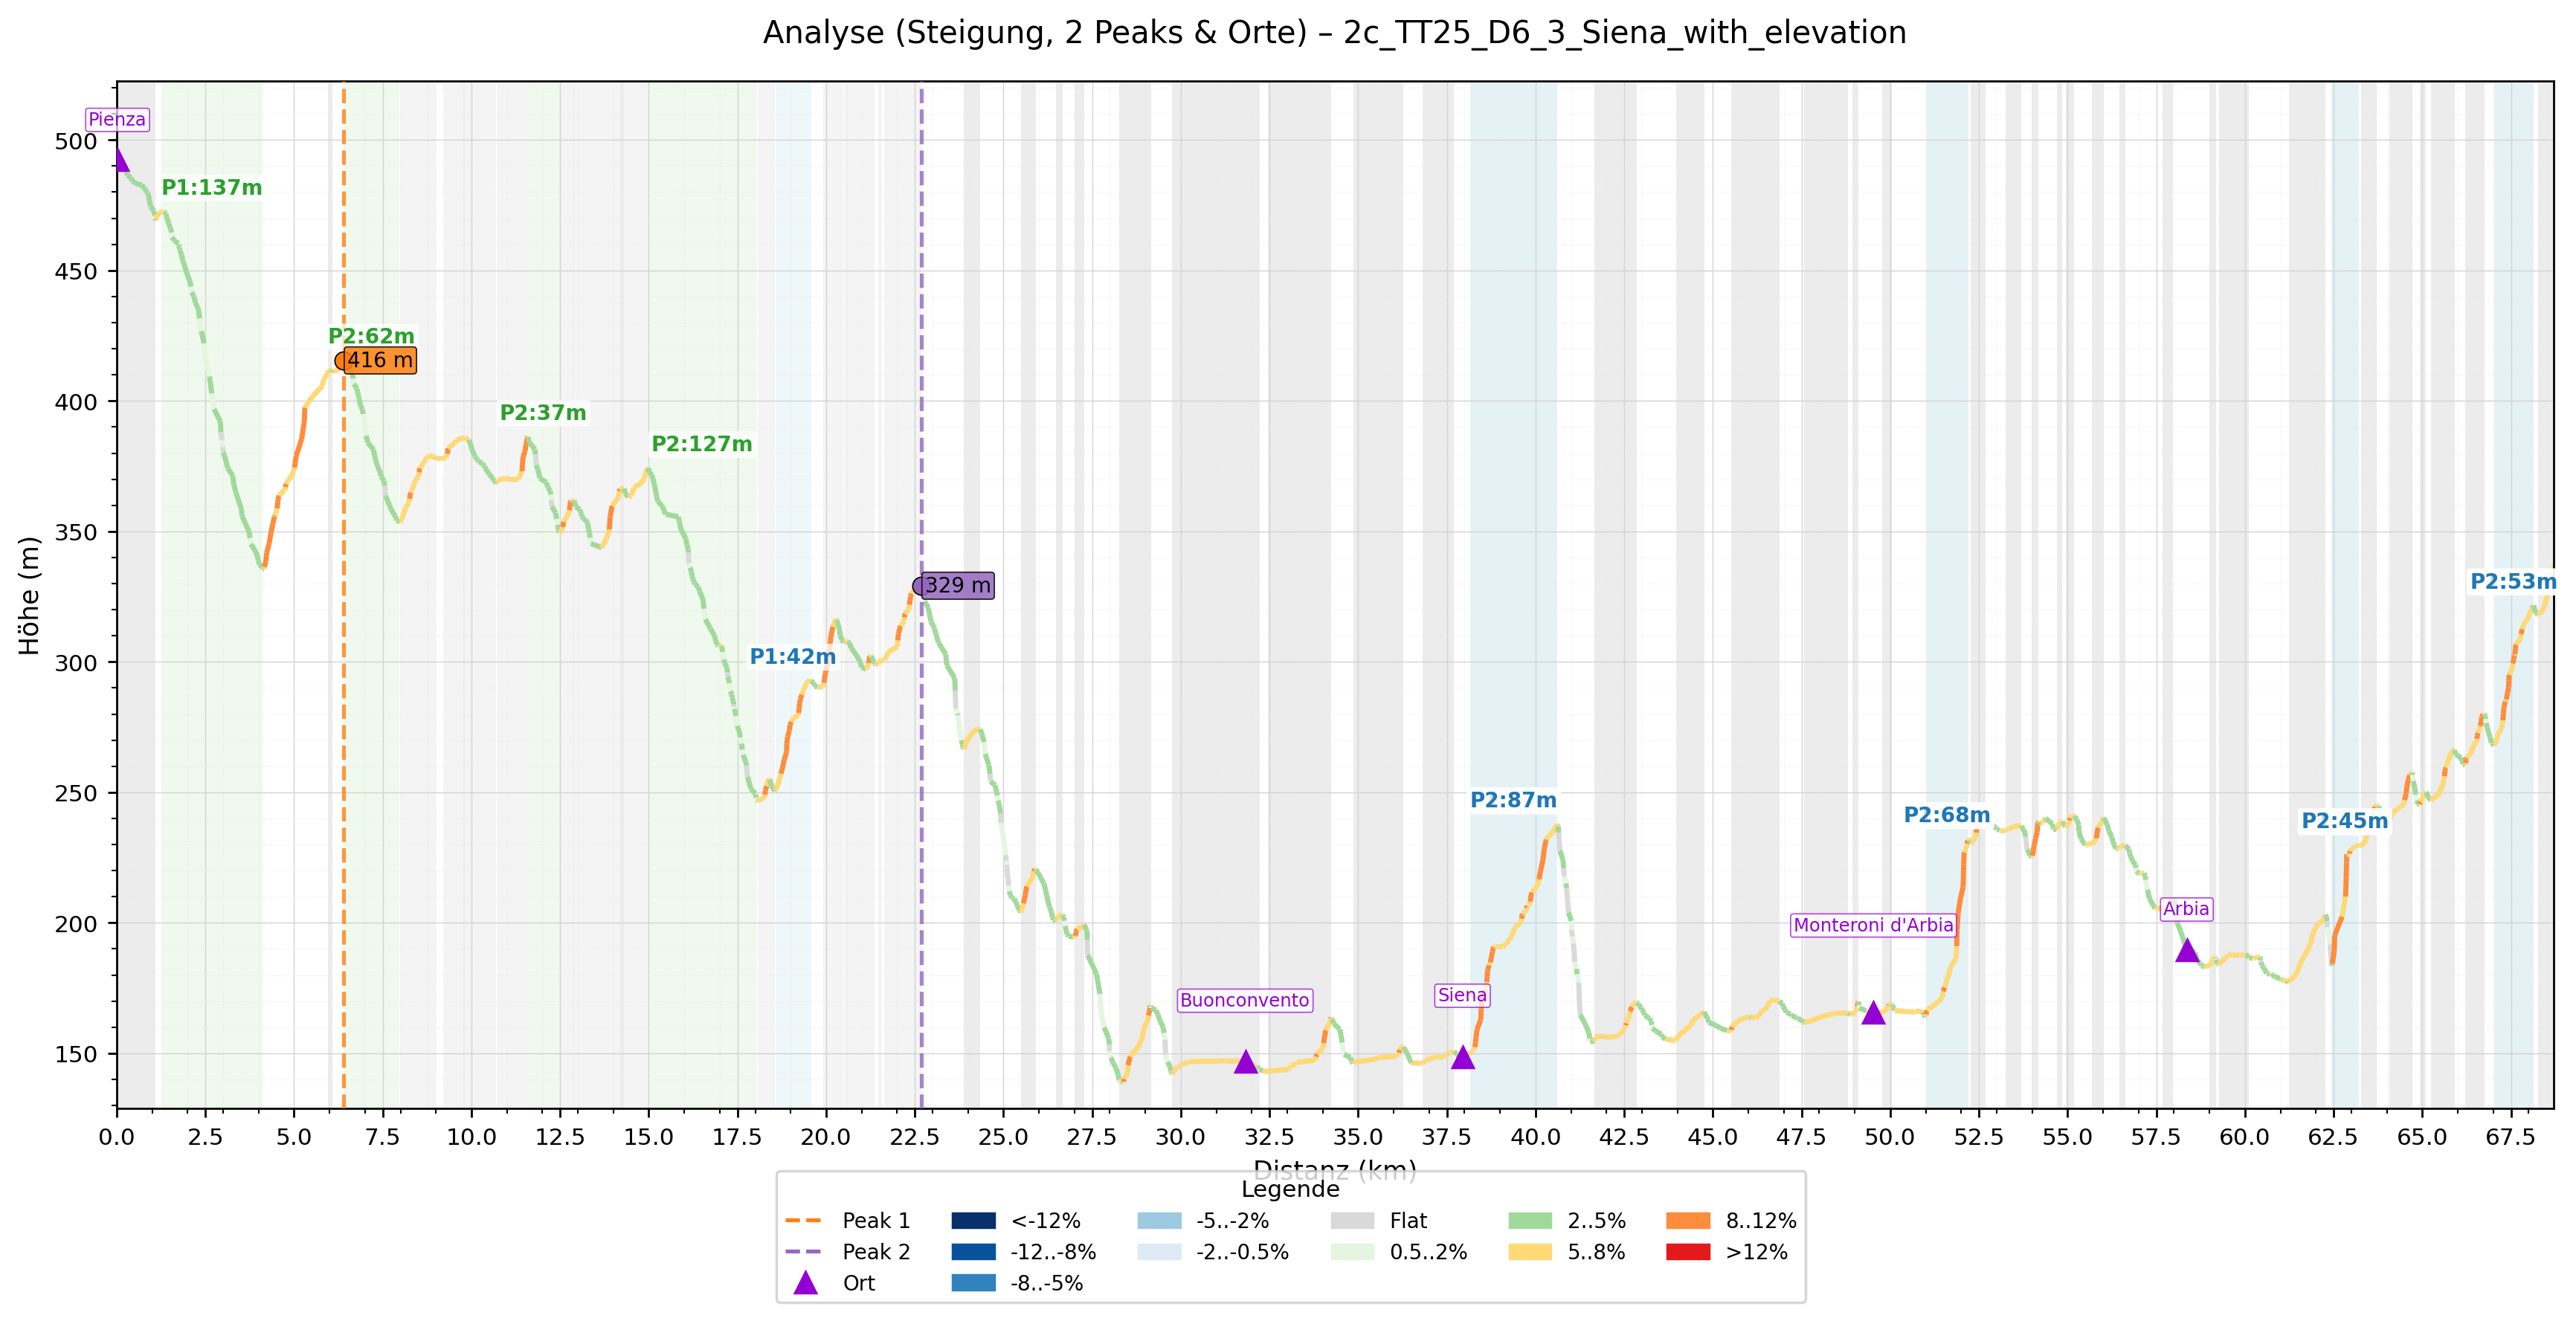 Analyse (Steigung, 2 Peaks & Orte) – 2c_TT25_D6_3_Siena_with_elevation
Höhe (m)
500
450
400
350
300
250
200
150
Pienza
P1:137m
P2:62m
416 m
P2:37m
P2:127m
P1:42m
329 m
P2:87m
P2:68m
P2:45m
P2:53m
Buonconvento
Siena
Monteroni d'Arbia
Arbia
0.0 2.5 5.0 7.5 10.0 12.5 15.0 17.5 20.0 22.5 25.0 27.5 30.0 32.5 35.0 37.5 40.0 42.5 45.0 47.5 50.0 52.5 55.0 57.5 60.0 62.5 65.0 67.5
Distanz (km)
Legende
Peak 1 <-12% -5..-2% Flat 2..5% 8..12%
Peak 2 -12..-8% -2..-0.5% 0.5..2% 5..8% >12%
Ort -8..-5%